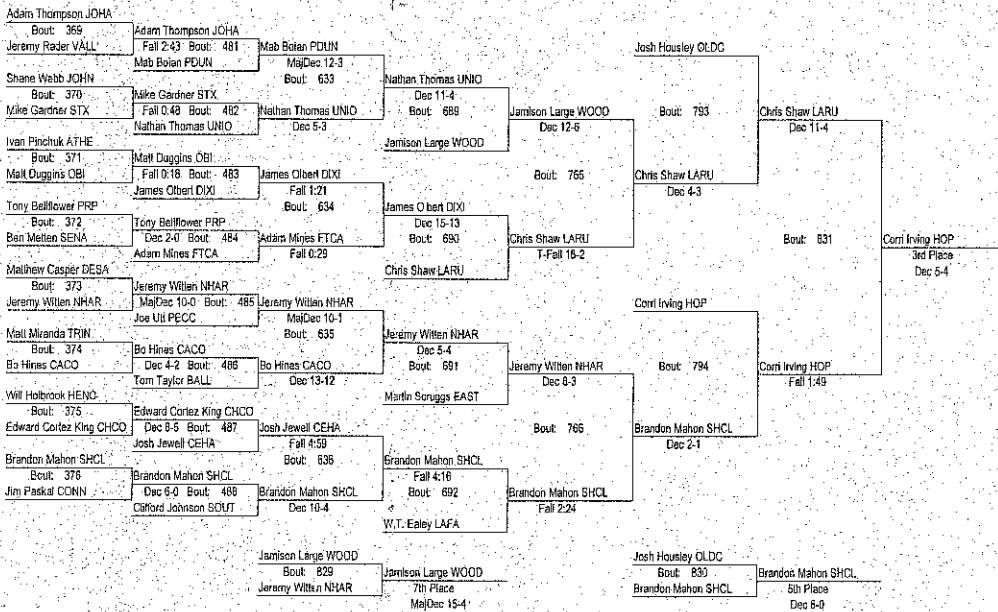 Adam Thompson JOHA
Bout: 369
Jeremy Rader VALL
Shane Webb JOHN
Bout: 370
Mike Gardner STX
Ivan Pinchuk ATHE
Bout: 371
Matt Duggins OBI
Tony Bellflower PRP
Bout: 372
Ben Metten SENA
Matthew Casper DESA
Bout: 373
Jeremy Witten NHAR
Matt Miranda TRIN
Bout: 374
Bo Hines CACO
Will Holbrook HENC
Bout: 375
Edward Cortez King CHCO
Brandon Mahon SHCL
Bout: 376
Jim Paskal CONN
Adam Thompson JOHA
Fall 2:43 Bout: 481
Mab Boian PDUN
Mike Gardner STX
Fall 0:48 Bout: 482
Nathan Thomas UNIO
Matt Duggins OBI
Fall 0:18 Bout: 483
James Olbert DIXI
Tony Bellflower PRP
Dec 2-0 Bout: 484
Adam Mines FTCA
Jeremy Witten NHAR
MajDec 10-0 Bout: 485
Joe Uti PECC
Bo Hines CACO
Dec 4-2 Bout: 486
Tom Taylor BALL
Edward Cortez King CHCO
Dec 8-5 Bout: 487
Josh Jewell CEHA
Brandon Mahon SHCL
Dec 6-0 Bout: 488
Clifford Johnson SOUT
Mab Boian PDUN
MajDec 12-3
Bout: 633
Nathan Thomas UNIO
Dec 5-3
James Olbert DIXI
Fall 1:21
Bout: 634
Adam Mines FTCA
Fall 0:29
Jeremy Witten NHAR
MajDec 10-1
Bout: 635
Bo Hines CACO
Dec 13-12
Josh Jewell CEHA
Fall 4:59
Bout: 636
Brandon Mahon SHCL
Dec 10-4
Nathan Thomas UNIO
Dec 11-4
Bout: 689
Jamison Large WOOD
James Olbert DIXI
Dec 15-13
Bout: 690
Chris Shaw LARU
Jeremy Witten NHAR
Dec 5-4
Bout: 691
Martin Scruggs EAST
Brandon Mahon SHCL
Fall 4:16
Bout: 692
W.T. Ealey LAFA
Jamison Large WOOD
Dec 12-6
Bout: 765
Chris Shaw LARU
T-Fall 16-2
Jeremy Witten NHAR
Dec 8-3
Bout: 766
Brandon Mahon SHCL
Fall 2:24
Josh Housley OLDC
Bout: 793
Chris Shaw LARU
Dec 4-3
Corri Irving HOP
Bout: 794
Brandon Mahon SHCL
Dec 2-1
Chris Shaw LARU
Dec 11-4
Bout: 831
Corri Irving HOP
Fall 1:49
Corri Irving HOP
3rd Place
Dec 5-4
Jamison Large WOOD
Bout: 829
Jeremy Witten NHAR
Jamison Large WOOD
7th Place
MajDec 15-4
Josh Housley OLDC
Bout: 830
Brandon Mahon SHCL
Brandon Mahon SHCL
5th Place
Dec 6-0